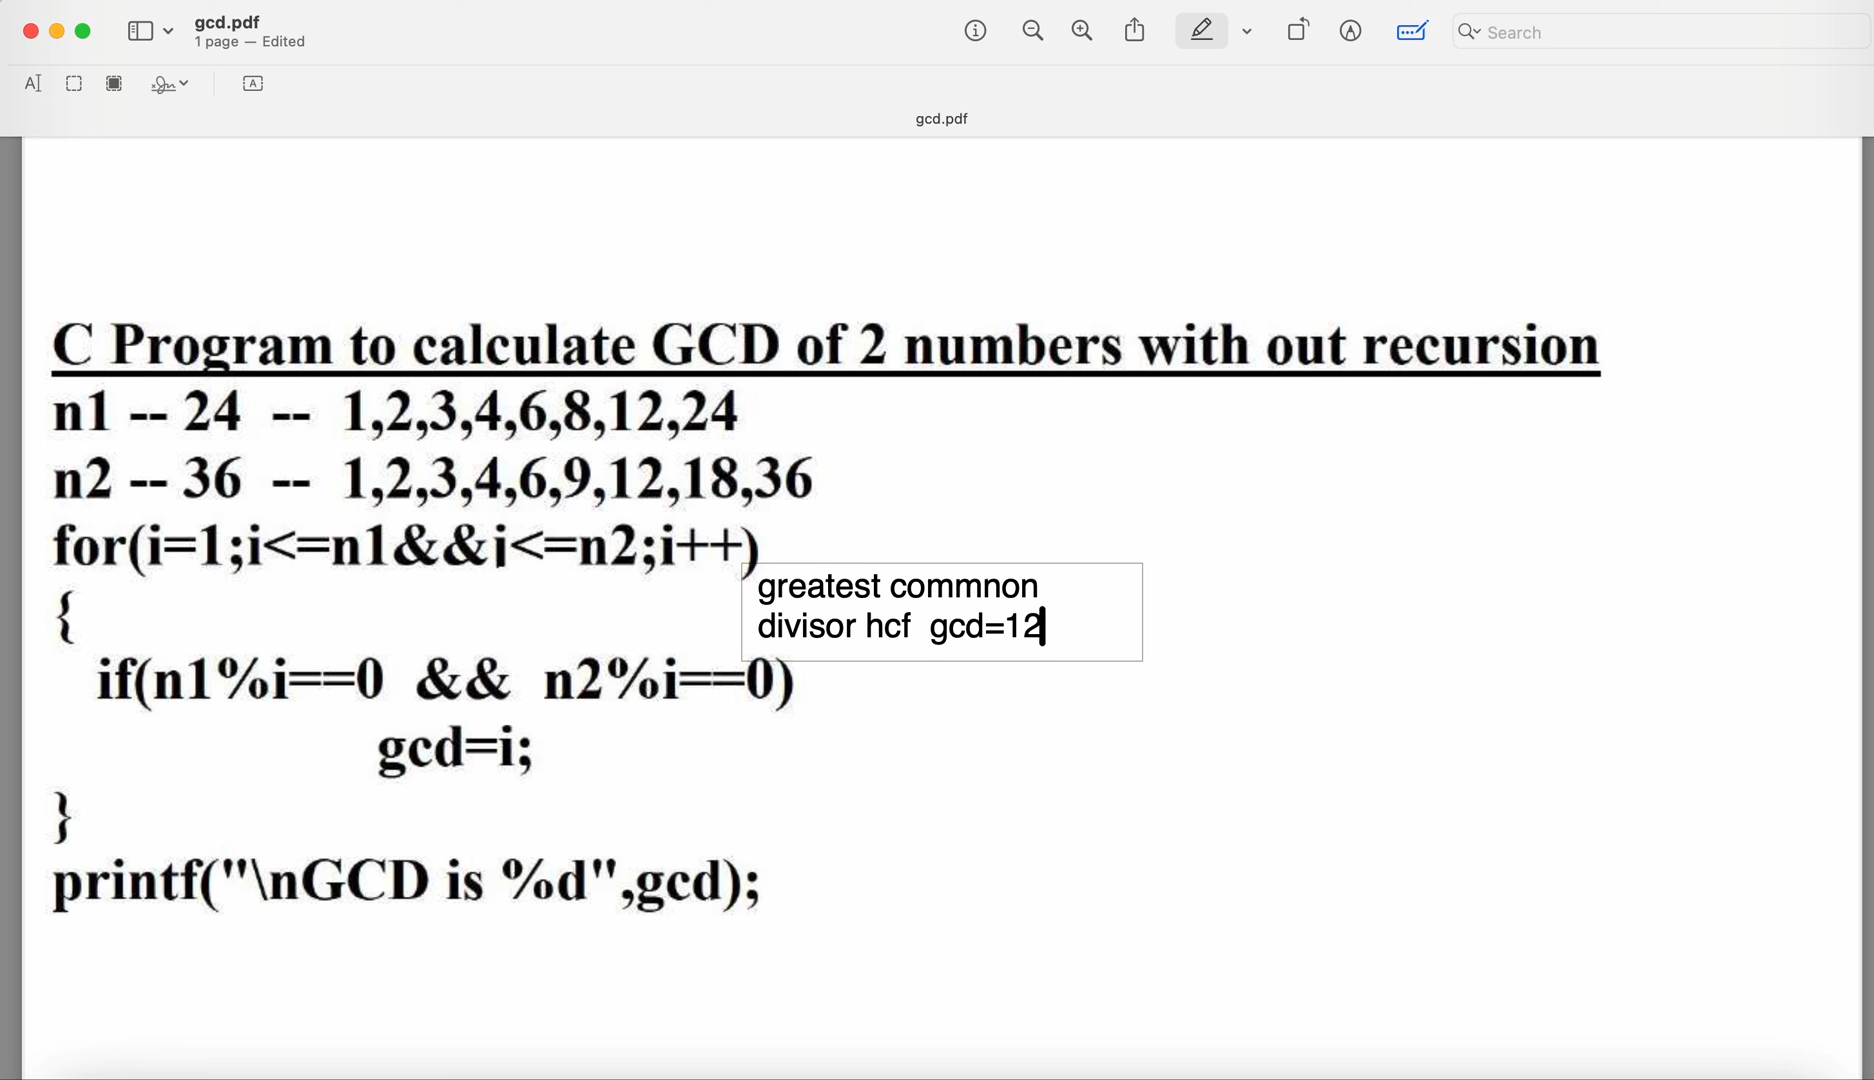 gcd.pdf
1 page — Edited
Search
gcd.pdf
C Program to calculate GCD of 2 numbers with out recursion
n1 -- 24 -- 1,2,3,4,6,8,12,24
n2 -- 36 -- 1,2,3,4,6,9,12,18,36
for(i=1;i<=n1&&i<=n2;i++)
greatest commnon
divisor hcf gcd=12
{
if(n1%i==0 && n2%i==0)
gcd=i;
}
printf("\nGCD is %d",gcd);